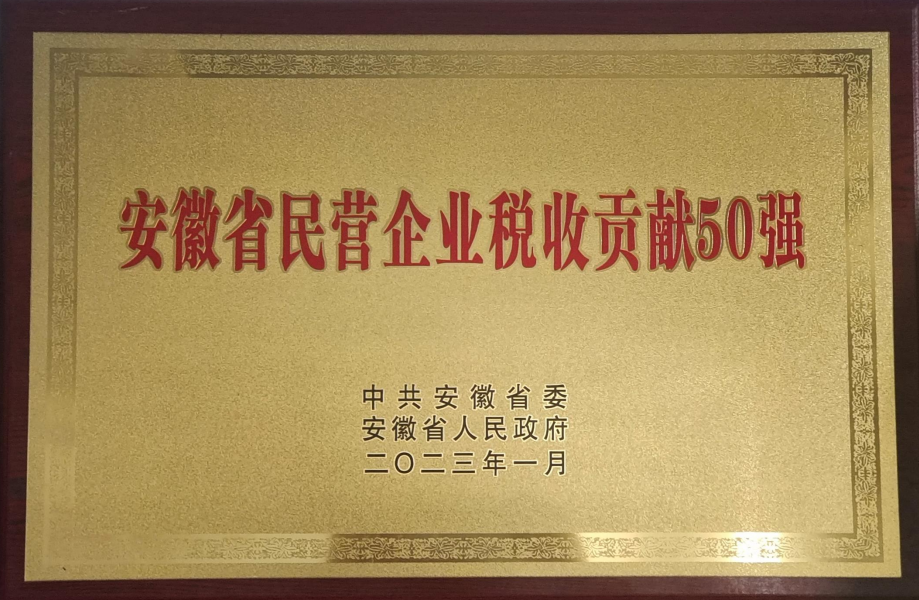 安徽省民营企业税收贡献50强
中共安徽省委
安徽省人民政府
二〇二三年一月